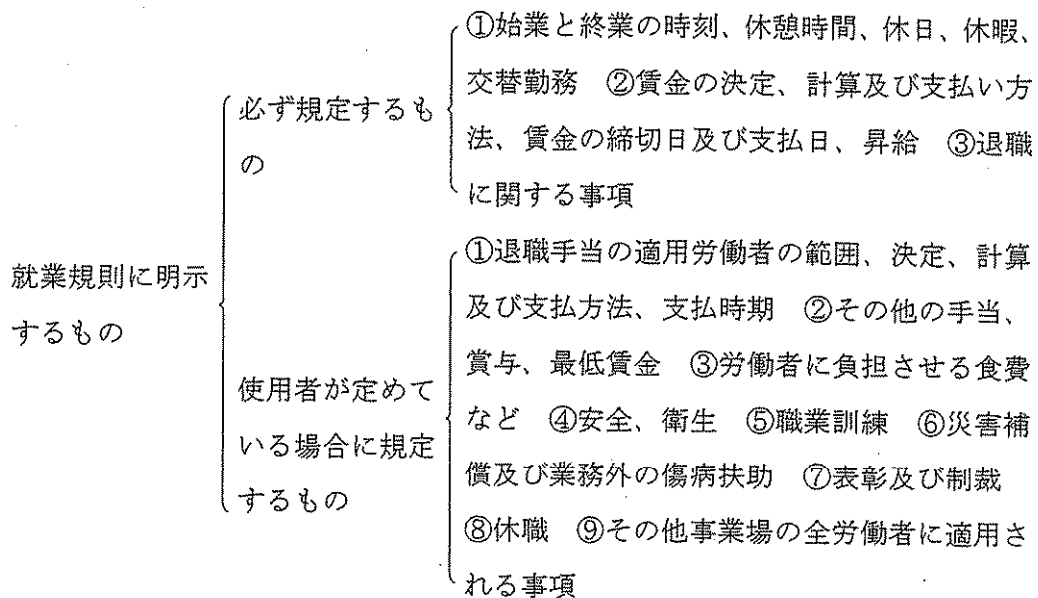 就業規則に明示
するもの
必ず規定するも
の
①始業と終業の時刻、休憩時間、休日、休暇、
交替勤務　②賃金の決定、計算及び支払い方
法、賃金の締切日及び支払日、昇給　③退職
に関する事項
使用者が定めて
いる場合に規定
するもの
①退職手当の適用労働者の範囲、決定、計算
及び支払方法、支払時期　②その他の手当、
賞与、最低賃金　③労働者に負担させる食費
など　④安全、衛生　⑤職業訓練　⑥災害補
償及び業務外の傷病扶助　⑦表彰及び制裁
⑧休職　⑨その他事業場の全労働者に適用さ
れる事項